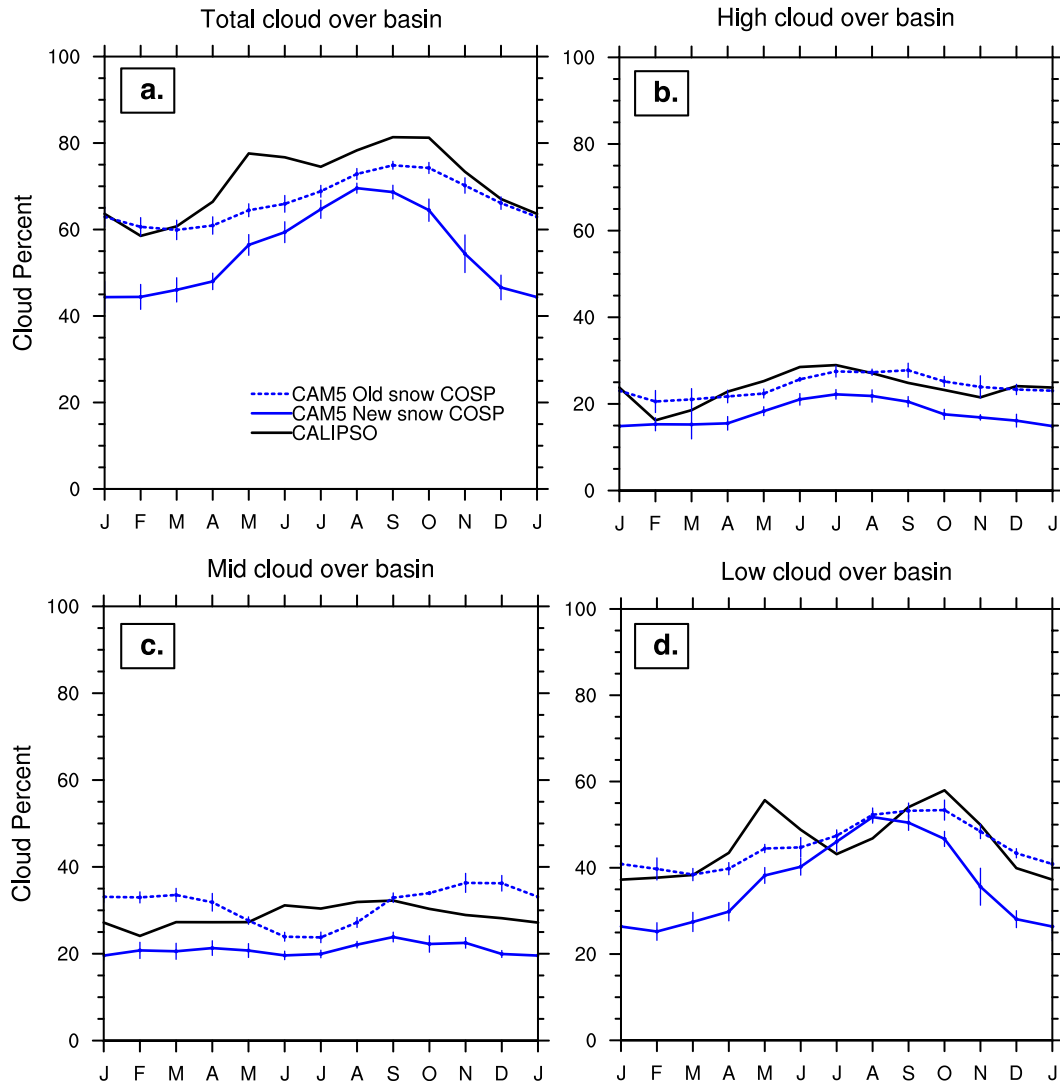 Total cloud over basin
a.
100
80
60
40
20
0
Cloud Percent
CAM5 Old snow COSP
CAM5 New snow COSP
CALIPSO
J F M A M J J A S O N D J
High cloud over basin
b.
100
80
60
40
20
0
J F M A M J J A S O N D J
Mid cloud over basin
c.
100
80
60
40
20
0
Cloud Percent
J F M A M J J A S O N D J
Low cloud over basin
d.
100
80
60
40
20
0
J F M A M J J A S O N D J